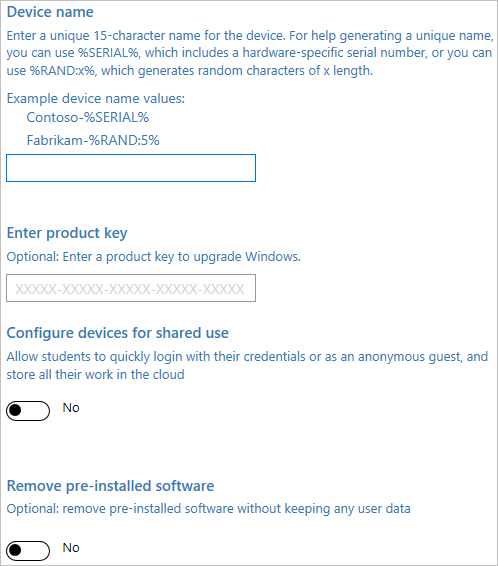 Device name
Enter a unique 15-character name for the device. For help generating a unique name,
you can use %SERIAL%, which includes a hardware-specific serial number, or you can
use %RAND:x%, which generates random characters of x length.
Example device name values:
Contoso-%SERIAL%
Fabrikam-%RAND:5%
Enter product key
Optional: Enter a product key to upgrade Windows.
XXXXX-XXXXX-XXXXX-XXXXX-XXXXX
Configure devices for shared use
Allow students to quickly login with their credentials or as an anonymous guest, and
store all their work in the cloud
No
Remove pre-installed software
Optional: remove pre-installed software without keeping any user data
No